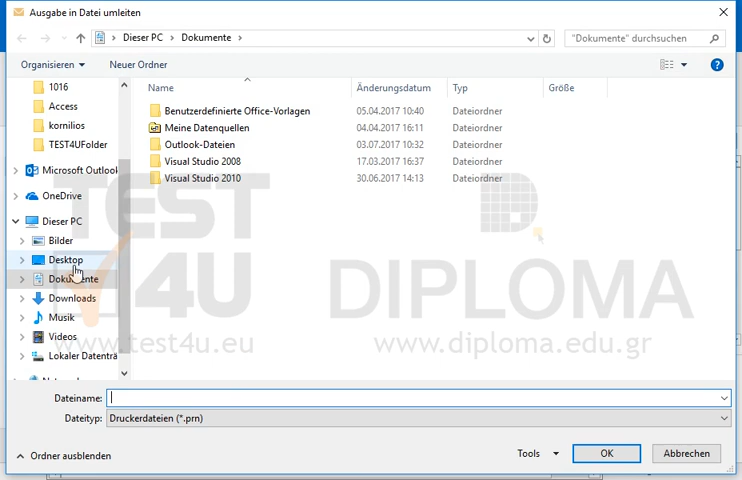 Ausgabe in Datei umleiten
Dieser PC > Dokumente >
"Dokumente" durchsuchen
Organisieren
Neuer Ordner
Name Änderungsdatum Typ Größe
1016
Access
kornilios
TEST4UFolder
Microsoft Outlook
OneDrive
Dieser PC
Bilder
Desktop
Dokumente
Downloads
Musik
Videos
Lokaler Datenträ
Benutzerdefinierte Office-Vorlagen 05.04.2017 10:40 Dateiordner
Meine Datenquellen 04.04.2017 16:11 Dateiordner
Outlook-Dateien 03.07.2017 10:32 Dateiordner
Visual Studio 2008 17.03.2017 16:37 Dateiordner
Visual Studio 2010 30.06.2017 14:13 Dateiordner
TEST
V4U
www.test4u.eu
D
DIPLOMA
www.diploma.edu.gr
Dateiname:
Dateityp: Druckerdateien (*.prn)
Ordner ausblenden
Tools
OK
Abbrechen